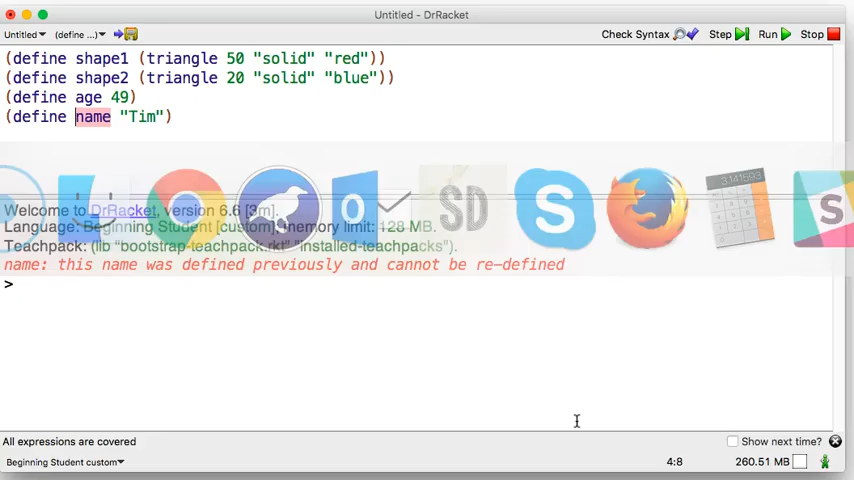 Untitled - DrRacket
Untitled (define ...) Check Syntax Step Run Stop
(define shape1 (triangle 50 "solid" "red"))
(define shape2 (triangle 20 "solid" "blue"))
(define age 49)
(define name "Tim")
3.141593
SD
S
S
Welcome to DrRacket, version 6.6 [3m].
Language: Beginning Student [custom]; memory limit: 128 MB.
Teachpack: (lib "bootstrap-teachpack.rkt" "installed-teachpacks").
name: this name was defined previously and cannot be re-defined
>
All expressions are covered Show next time?
Beginning Student custom 4:8 260.51 MB